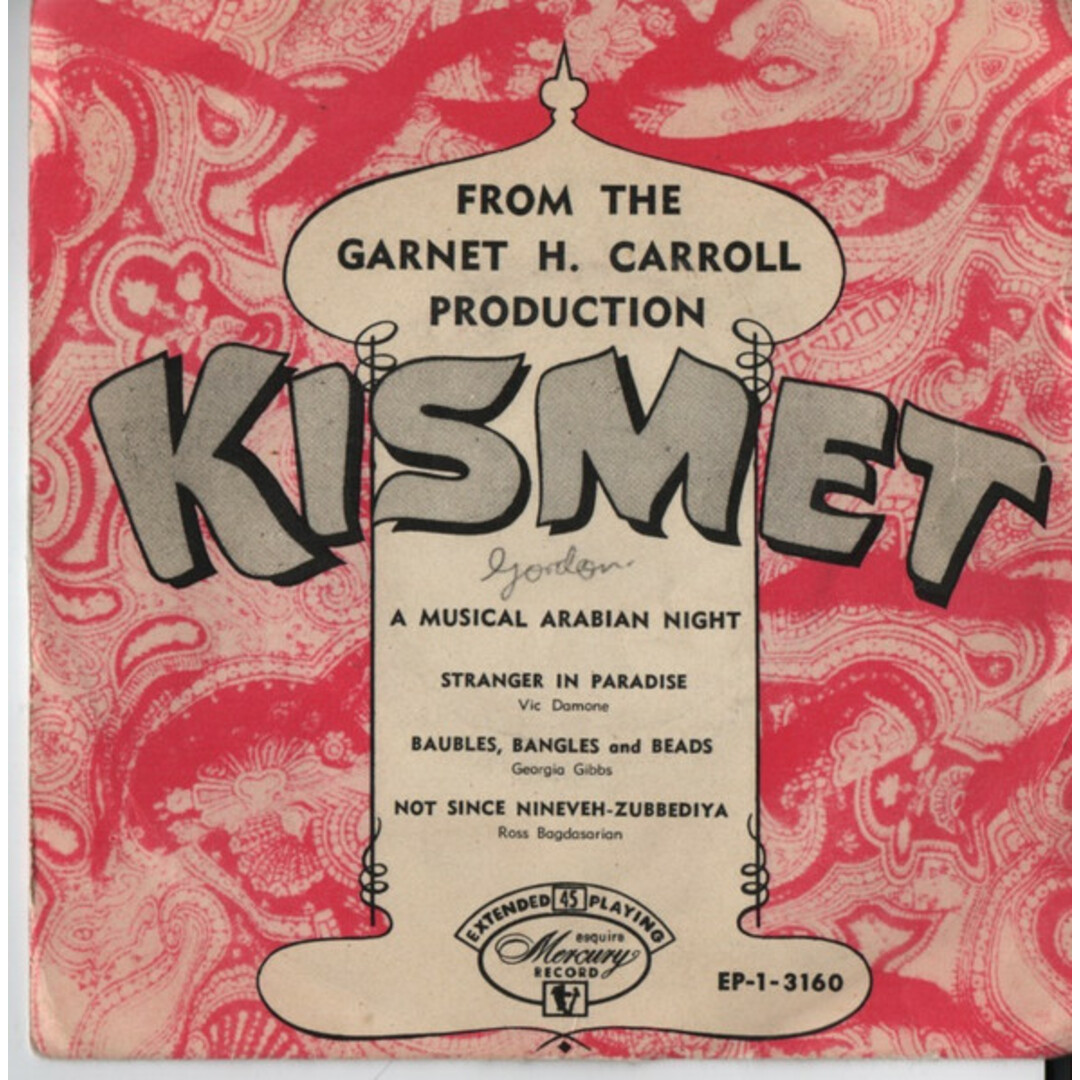 FROM THE
GARNET H. CARROLL
PRODUCTION
KISMET
Gordon.
A MUSICAL ARABIAN NIGHT
STRANGER IN PARADISE
Vic Damone
BAUBLES, BANGLES and BEADS
Georgia Gibbs
NOT SINCE NINEVEH-ZUBBEDIYA
Ross Bagdasarian
EXTENDED 45 PLAYING
esquire
Mercury
RECORD
EP-1-3160